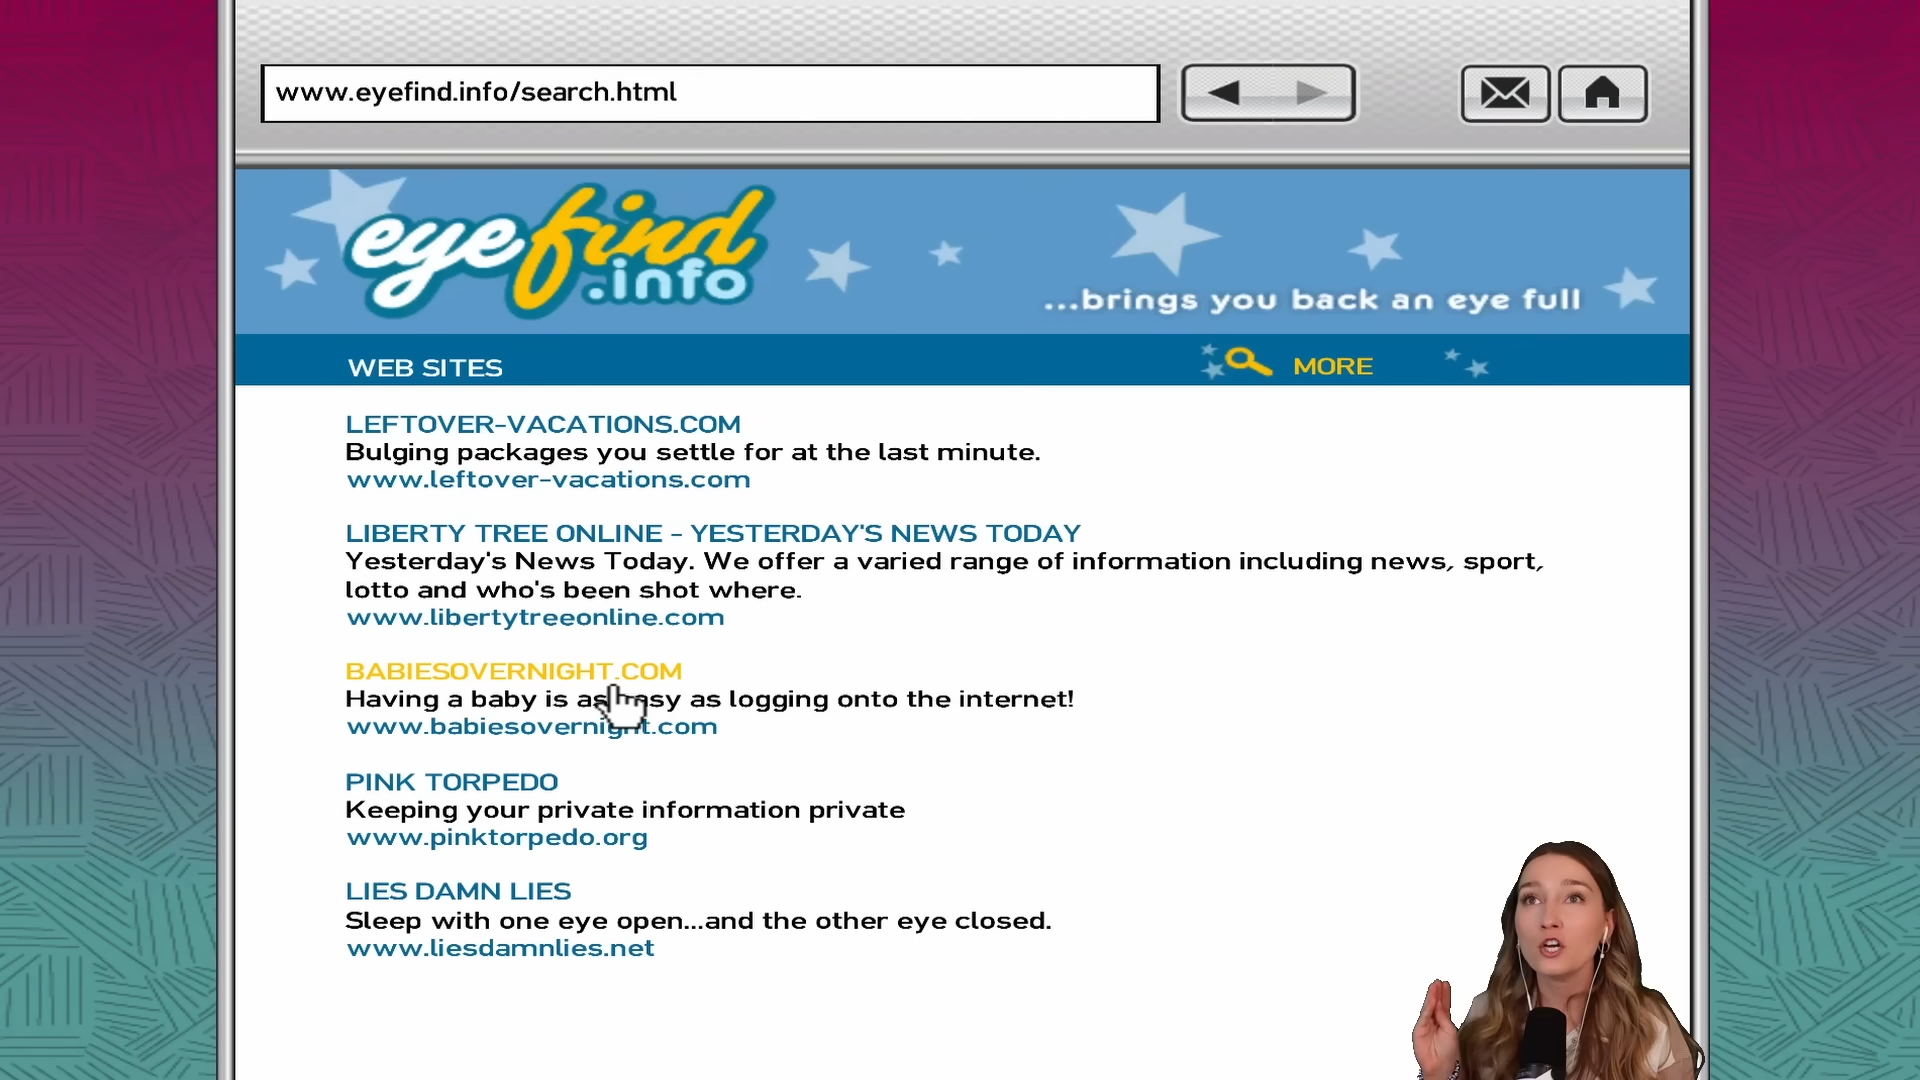 www.eyefind.info/search.html
eyefind
.info
...brings you back an eye full
WEB SITES
MORE
LEFTOVER-VACATIONS.COM
Bulging packages you settle for at the last minute.
www.leftover-vacations.com
LIBERTY TREE ONLINE - YESTERDAY'S NEWS TODAY
Yesterday's News Today. We offer a varied range of information including news, sport,
lotto and who's been shot where.
www.libertytreeonline.com
BABIESOVERNIGHT.COM
Having a baby is as easy as logging onto the internet!
www.babiesovernight.com
PINK TORPEDO
Keeping your private information private
www.pinktorpedo.org
LIES DAMN LIES
Sleep with one eye open...and the other eye closed.
www.liesdamnlies.net